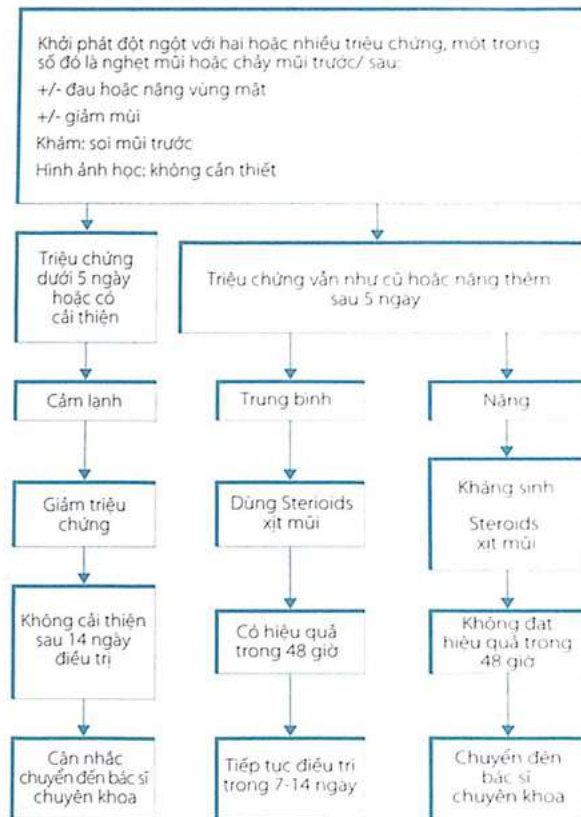 Khởi phát đột ngột với hai hoặc nhiều triệu chứng, một trong
số đó là nghẹt mũi hoặc chảy mũi trước/ sau:
+/- đau hoặc nặng vùng mặt
+/- giảm mùi
Khám: soi mũi trước
Hình ảnh học: không cần thiết
Triệu chứng
dưới 5 ngày
hoặc có
cải thiện
Triệu chứng vẫn như cũ hoặc nặng thêm
sau 5 ngày
Cảm lạnh
Trung bình
Nặng
Giảm triệu
chứng
Dùng Sterioids
xịt mũi
Kháng sinh
Steroids
xịt mũi
Không cải thiện
sau 14 ngày
điều trị
Có hiệu quả
trong 48 giờ
Không đạt
hiệu quả trong
48 giờ
Cân nhắc
chuyển đến bác sĩ
chuyên khoa
Tiếp tục điều trị
trong 7-14 ngày
Chuyển đến
bác sĩ
chuyên khoa